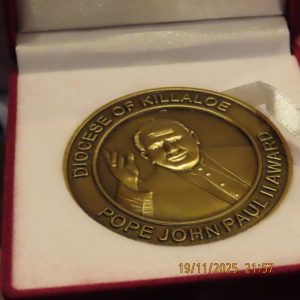 DIOCESE OF KILLALOE
POPE JOHN PAUL II AWARD
19/11/2025 21:57